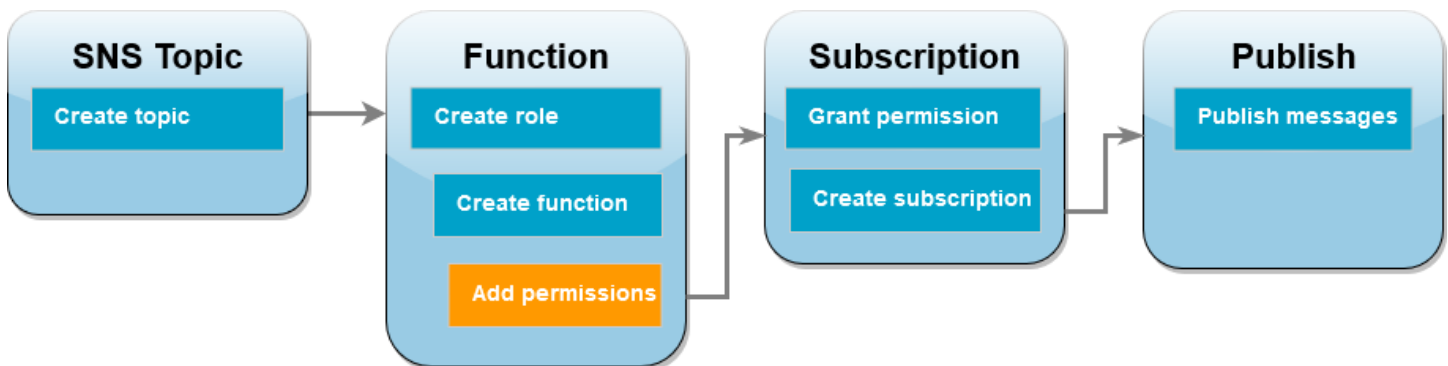 SNS Topic
Create topic
Function
Create role
Create function
Add permissions
Subscription
Grant permission
Create subscription
Publish
Publish messages